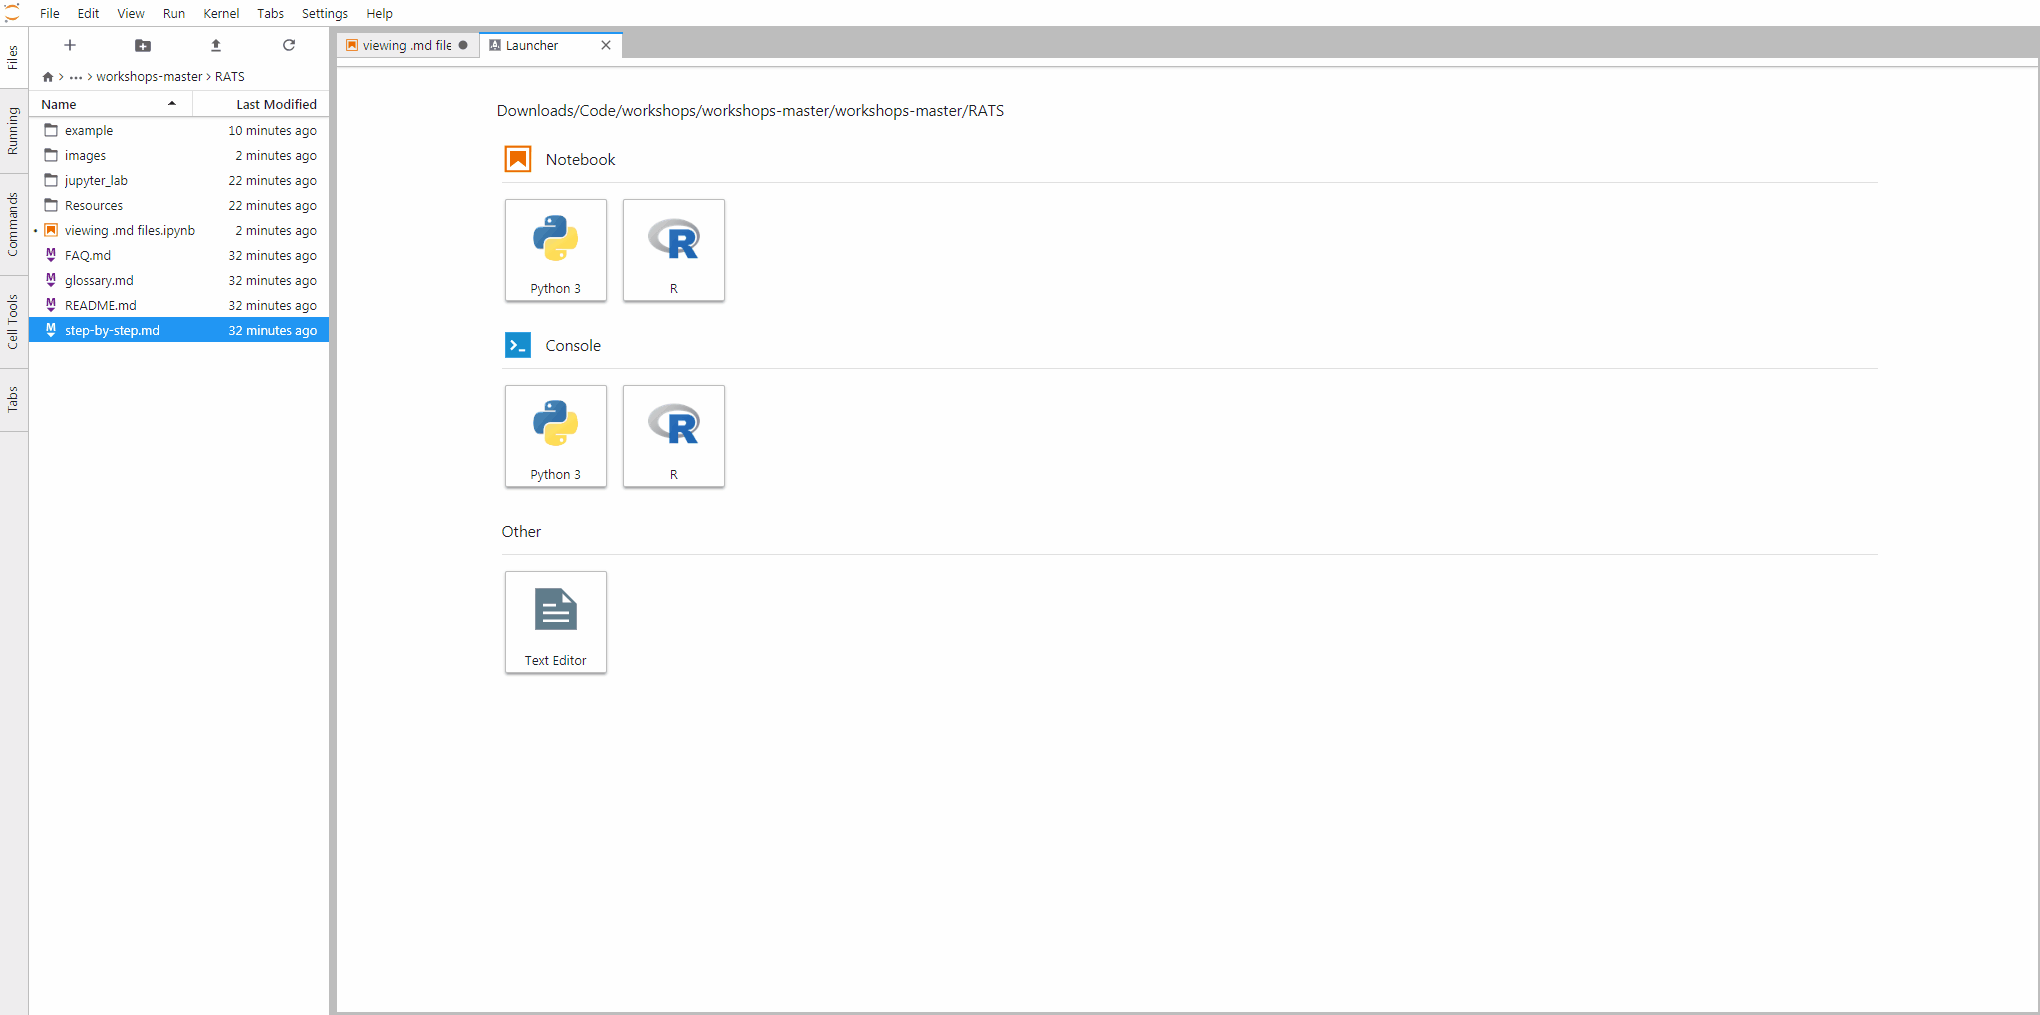 File Edit View Run Kernel Tabs Settings Help
Files
Running
Commands
Cell Tools
Tabs
... > workshops-master > RATS
Name Last Modified
example 10 minutes ago
images 2 minutes ago
jupyter_lab 22 minutes ago
Resources 22 minutes ago
viewing .md files.ipynb 2 minutes ago
FAQ.md 32 minutes ago
glossary.md 32 minutes ago
README.md 32 minutes ago
step-by-step.md 32 minutes ago
viewing .md file
Launcher
Downloads/Code/workshops/workshops-master/workshops-master/RATS
Notebook
Python 3
R
Console
Python 3
R
Other
Text Editor